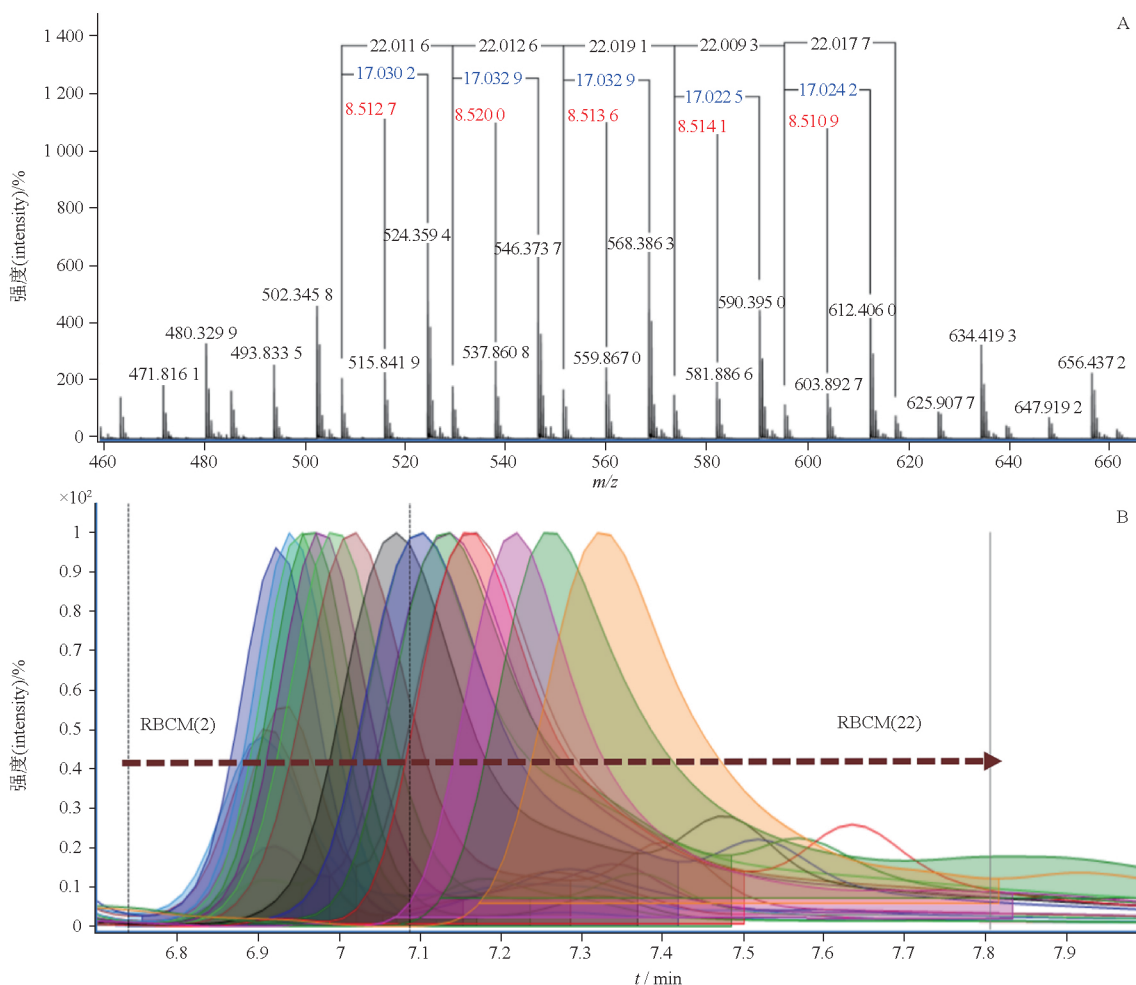 A
1 400
1 200
1 000
800
600
400
200
0
强度(intensity)/%
22.011 6 22.012 6 22.019 1 22.009 3 22.017 7
17.030 2 17.032 9 17.032 9 17.022 5 17.024 2
8.512 7 8.520 0 8.513 6 8.514 1 8.510 9
524.359 4 546.373 7 568.386 3 590.395 0 612.406 0
502.345 8
480.329 9 493.833 5 515.841 9 537.860 8 559.867 0 581.886 6 603.892 7 634.419 3
471.816 1 625.907 7 647.919 2 656.437 2
460 480 500 520 540 560 580 600 620 640 660
m/z
×10²
B
1
0.9
0.8
0.7
0.6
0.5
0.4
0.3
0.2
0.1
0
强度(intensity)/%
RBCM(2) RBCM(22)
6.8 6.9 7 7.1 7.2 7.3 7.4 7.5 7.6 7.7 7.8 7.9
t / min